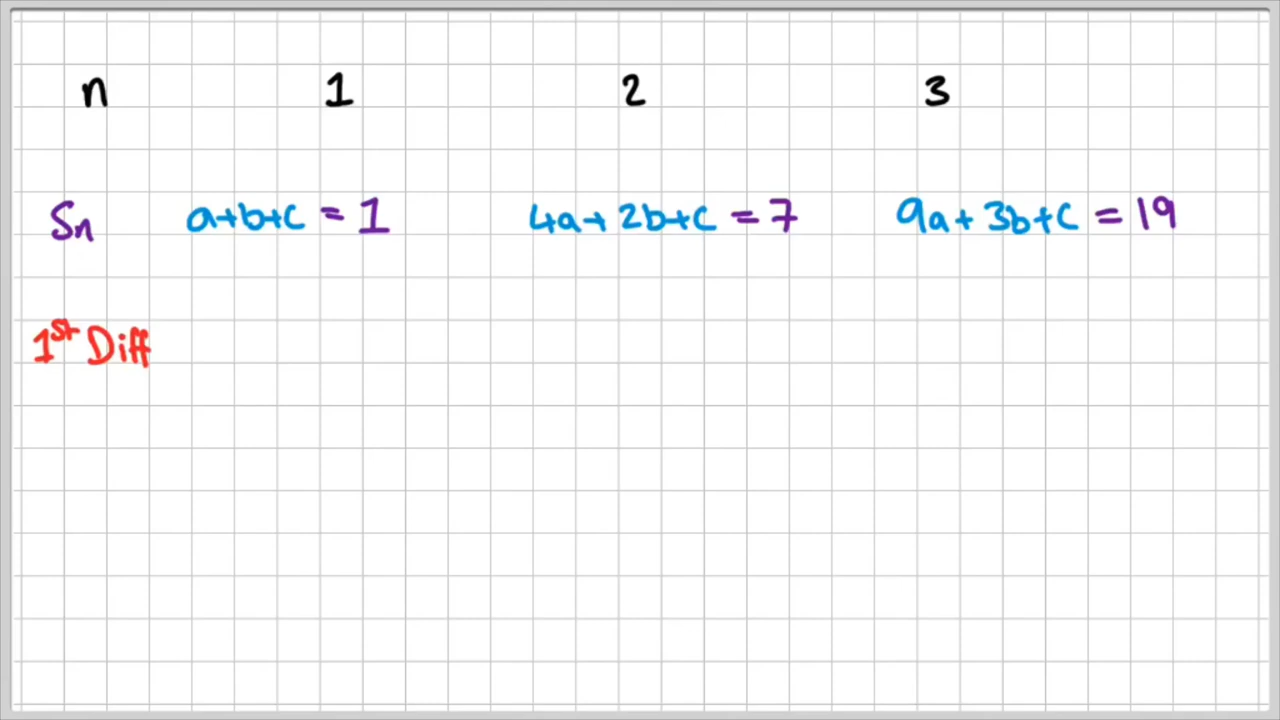 n 1 2 3
Sn a+b+c = 1 4a+2b+c = 7 9a+3b+c = 19
1st Diff